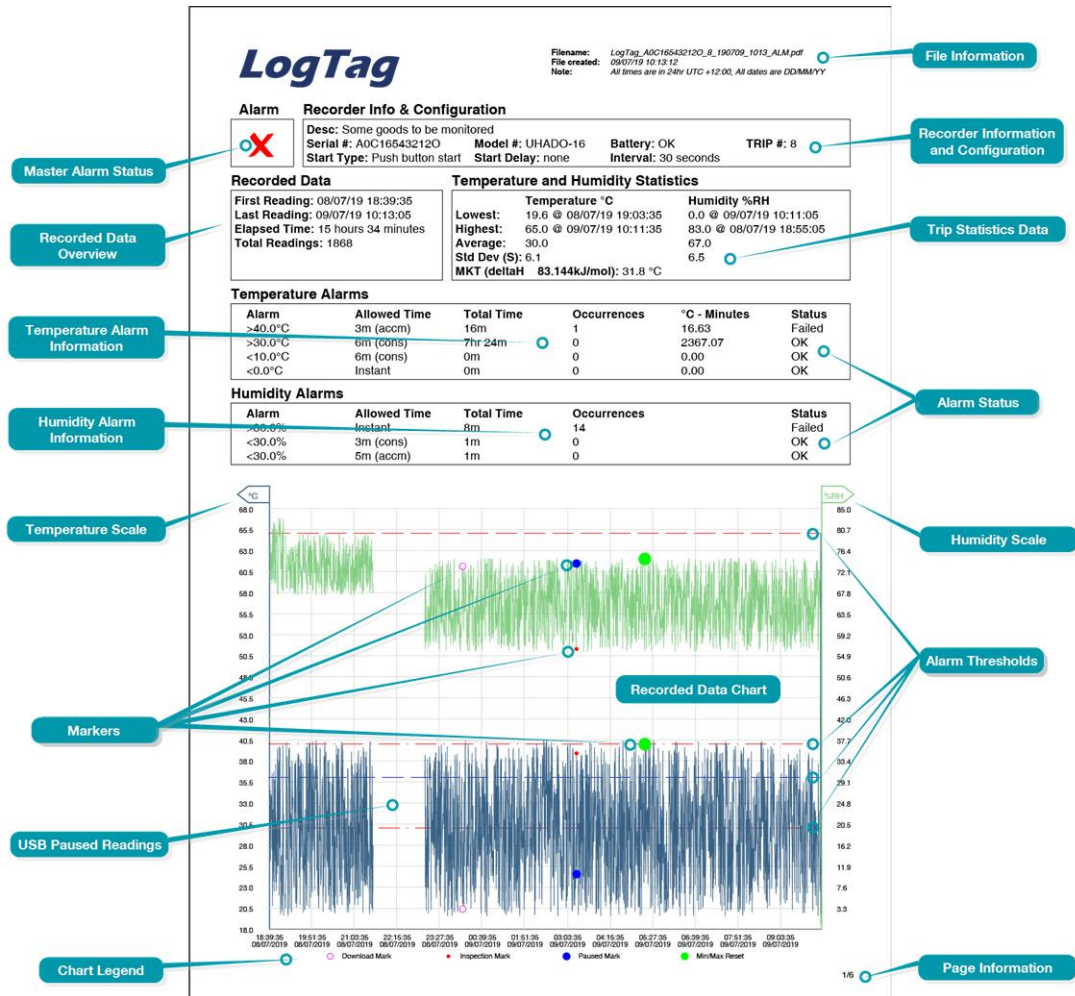 LogTag
Filename: LogTag_A0C16543212O_8_190709_1013_ALM.pdf
File created: 09/07/19 10:13:12
Note: All times are in 24hr UTC +12:00, All dates are DD/MM/YY
File Information
Alarm
Recorder Info & Configuration
Desc: Some goods to be monitored
Serial #: A0C16543212O Model #: UHADO-16 Battery: OK TRIP #: 8
Start Type: Push button start Start Delay: none Interval: 30 seconds
Recorder Information
and Configuration
Master Alarm Status
Recorded Data
First Reading: 08/07/19 18:39:35
Last Reading: 09/07/19 10:13:05
Elapsed Time: 15 hours 34 minutes
Total Readings: 1868
Recorded Data
Overview
Temperature and Humidity Statistics
Temperature °C Humidity %RH
Lowest: 19.6 @ 08/07/19 19:03:35 0.0 @ 09/07/19 10:11:05
Highest: 65.0 @ 09/07/19 10:11:35 83.0 @ 08/07/19 18:55:05
Average: 30.0 67.0
Std Dev (S): 6.1 6.5
MKT (deltaH 83.144kJ/mol): 31.8 °C
Trip Statistics Data
Temperature Alarms
Alarm Allowed Time Total Time Occurrences °C - Minutes Status
>40.0°C 3m (accm) 16m 1 16.63 Failed
>30.0°C 6m (cons) 7hr 24m 0 2367.07 OK
<10.0°C 6m (cons) 0m 0 0.00 OK
<0.0°C Instant 0m 0 0.00 OK
Temperature Alarm
Information
Humidity Alarms
Alarm Allowed Time Total Time Occurrences Status
Instant 8m 14 Failed
<30.0% 3m (cons) 1m 0 OK
<30.0% 5m (accm) 1m 0 OK
Humidity Alarm
Information
Alarm Status
°C
%RH
Temperature Scale
Humidity Scale
68.0 85.0
65.5 80.7
63.0 76.4
60.5 72.1
58.0 67.8
55.5 63.5
53.0 59.2
50.5 54.9
48.0 50.6
45.5 46.3
43.0 42.0
40.5 37.7
38.0 33.4
35.5 29.1
33.0 24.8
30.5 20.5
28.0 16.2
25.5 11.9
23.0 7.6
20.5 3.3
18.0
Alarm Thresholds
Recorded Data Chart
Markers
USB Paused Readings
18:39:35 19:51:35 21:03:35 22:15:35 23:27:35 00:39:35 01:51:35 03:03:35 04:15:35 05:27:35 06:39:35 07:51:35 09:03:35
08/07/2019 08/07/2019 08/07/2019 08/07/2019 08/07/2019 09/07/2019 09/07/2019 09/07/2019 09/07/2019 09/07/2019 09/07/2019 09/07/2019 09/07/2019
Download Mark Inspection Mark Paused Mark Min/Max Reset
Chart Legend
1/6
Page Information